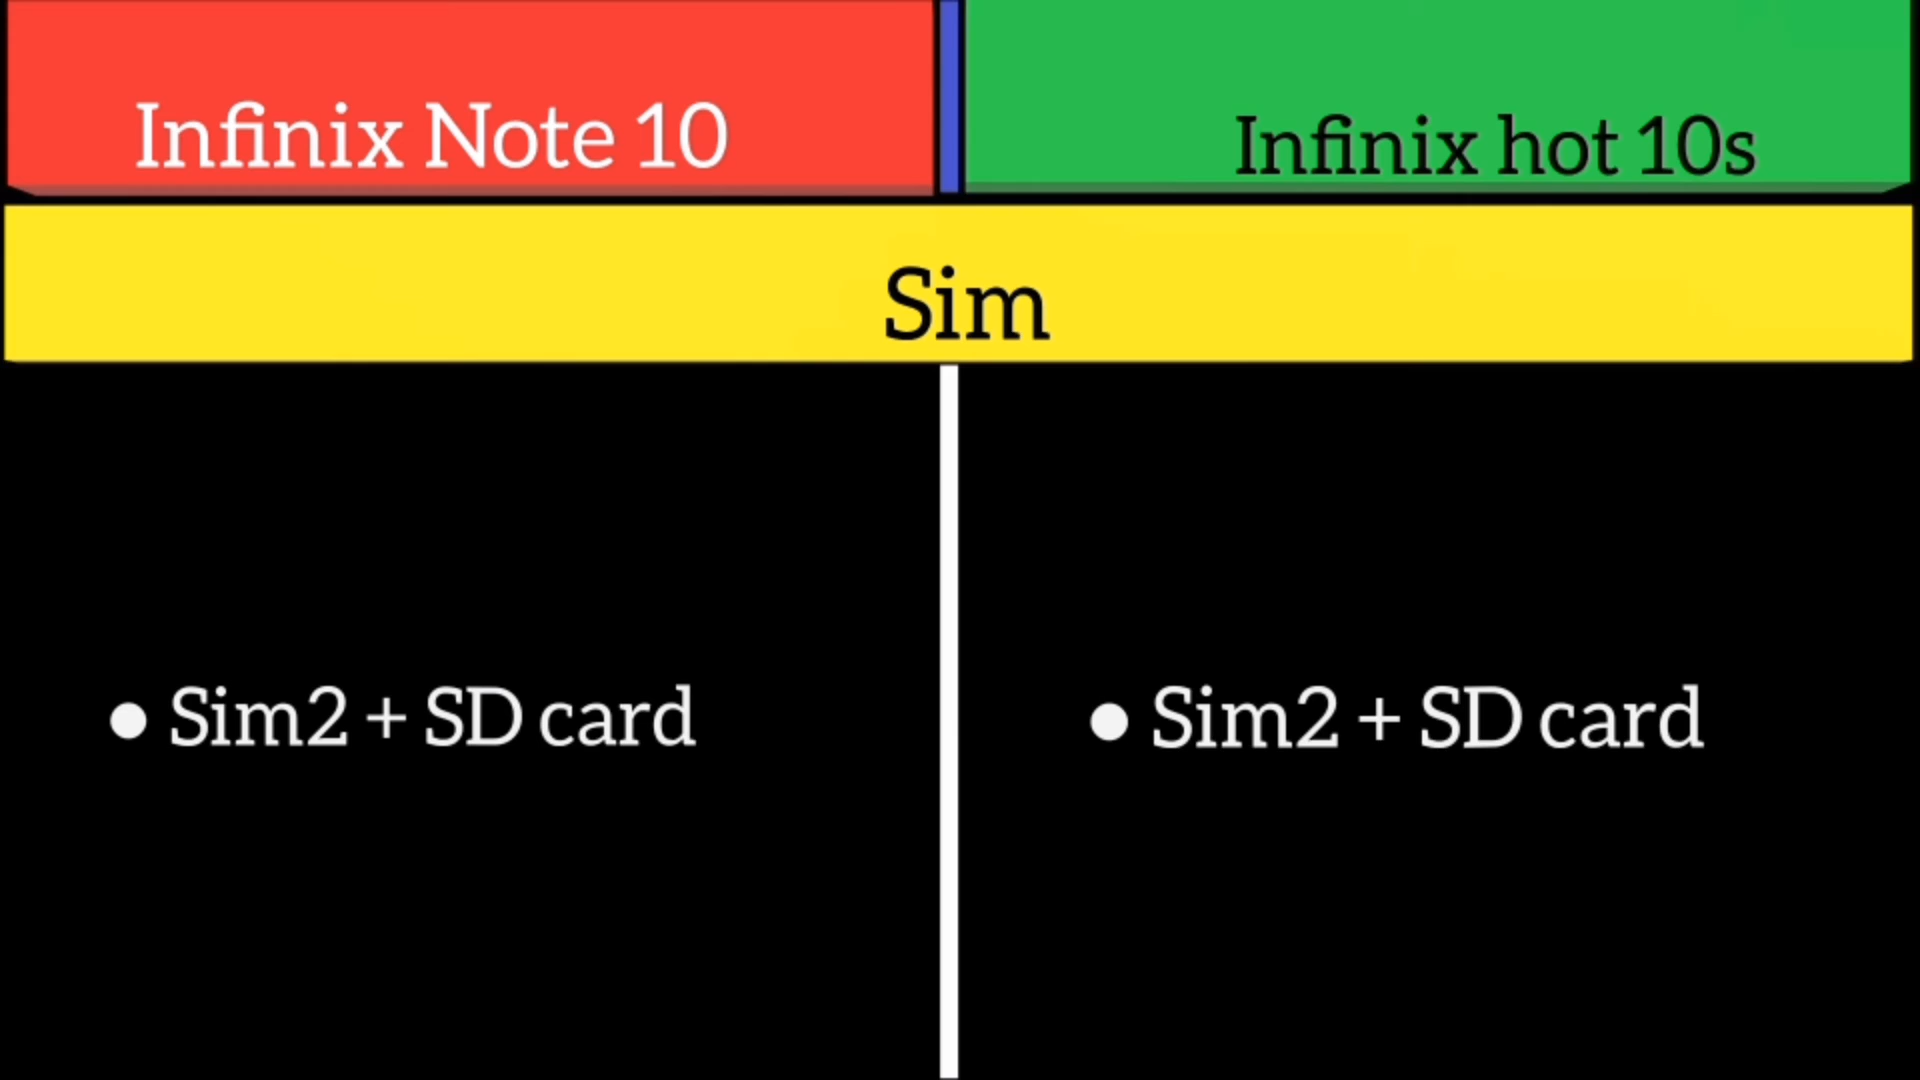 Infinix Note 10
Infinix hot 10s
Sim
● Sim2 + SD card
● Sim2 + SD card